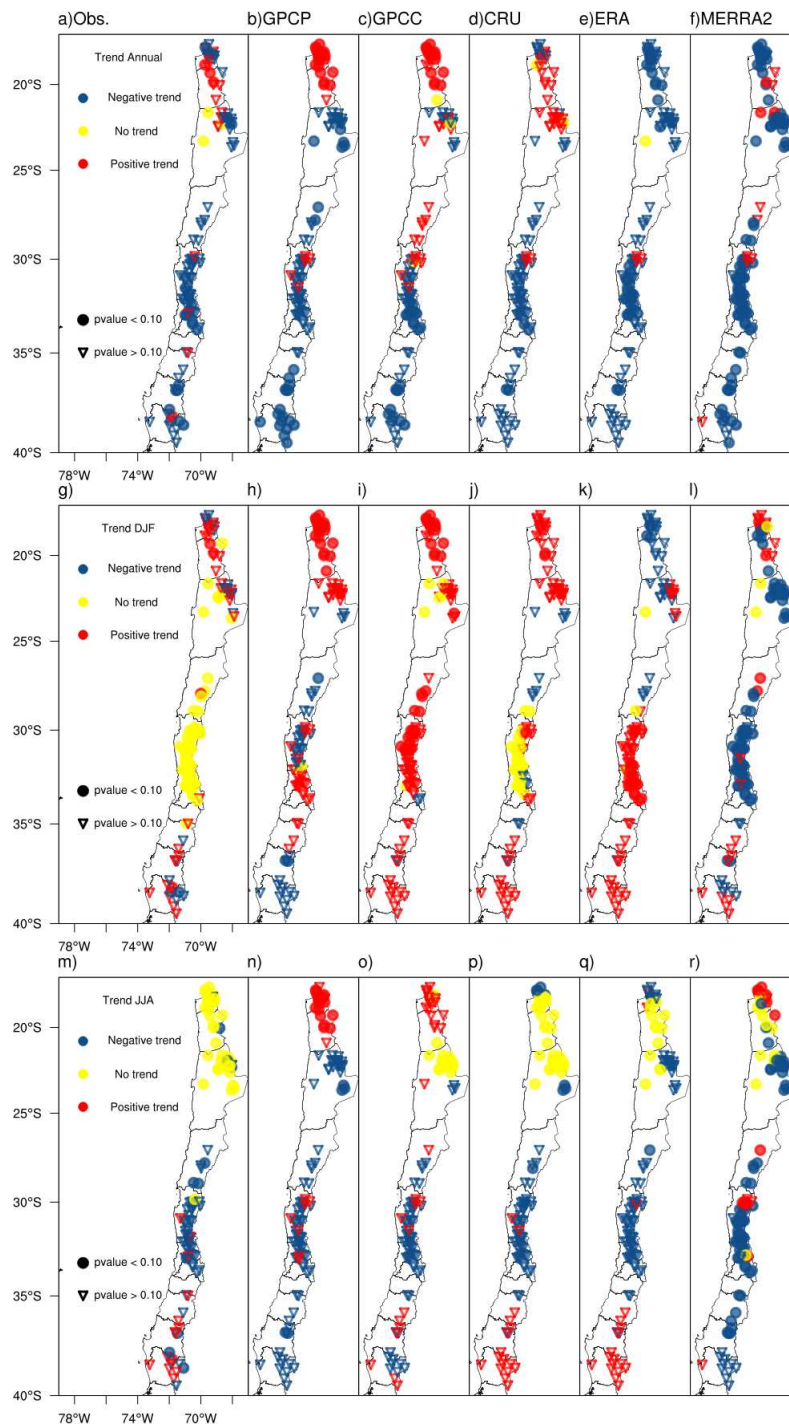 a)Obs. b)GPCP c)GPCC d)CRU e)ERA f)MERRA2
Trend Annual
20°S
Negative trend
No trend
Positive trend
25°S
30°S
pvalue < 0.10
35°S
pvalue > 0.10
40°S
78°W 74°W 70°W
g) h) i) j) k) l)
Trend DJF
20°S
Negative trend
No trend
25°S
Positive trend
30°S
pvalue < 0.10
pvalue > 0.10
35°S
40°S
78°W 74°W 70°W
m) n) o) p) q) r)
Trend JJA
20°S
Negative trend
No trend
25°S
Positive trend
30°S
pvalue < 0.10
pvalue > 0.10
35°S
40°S
78°W 74°W 70°W